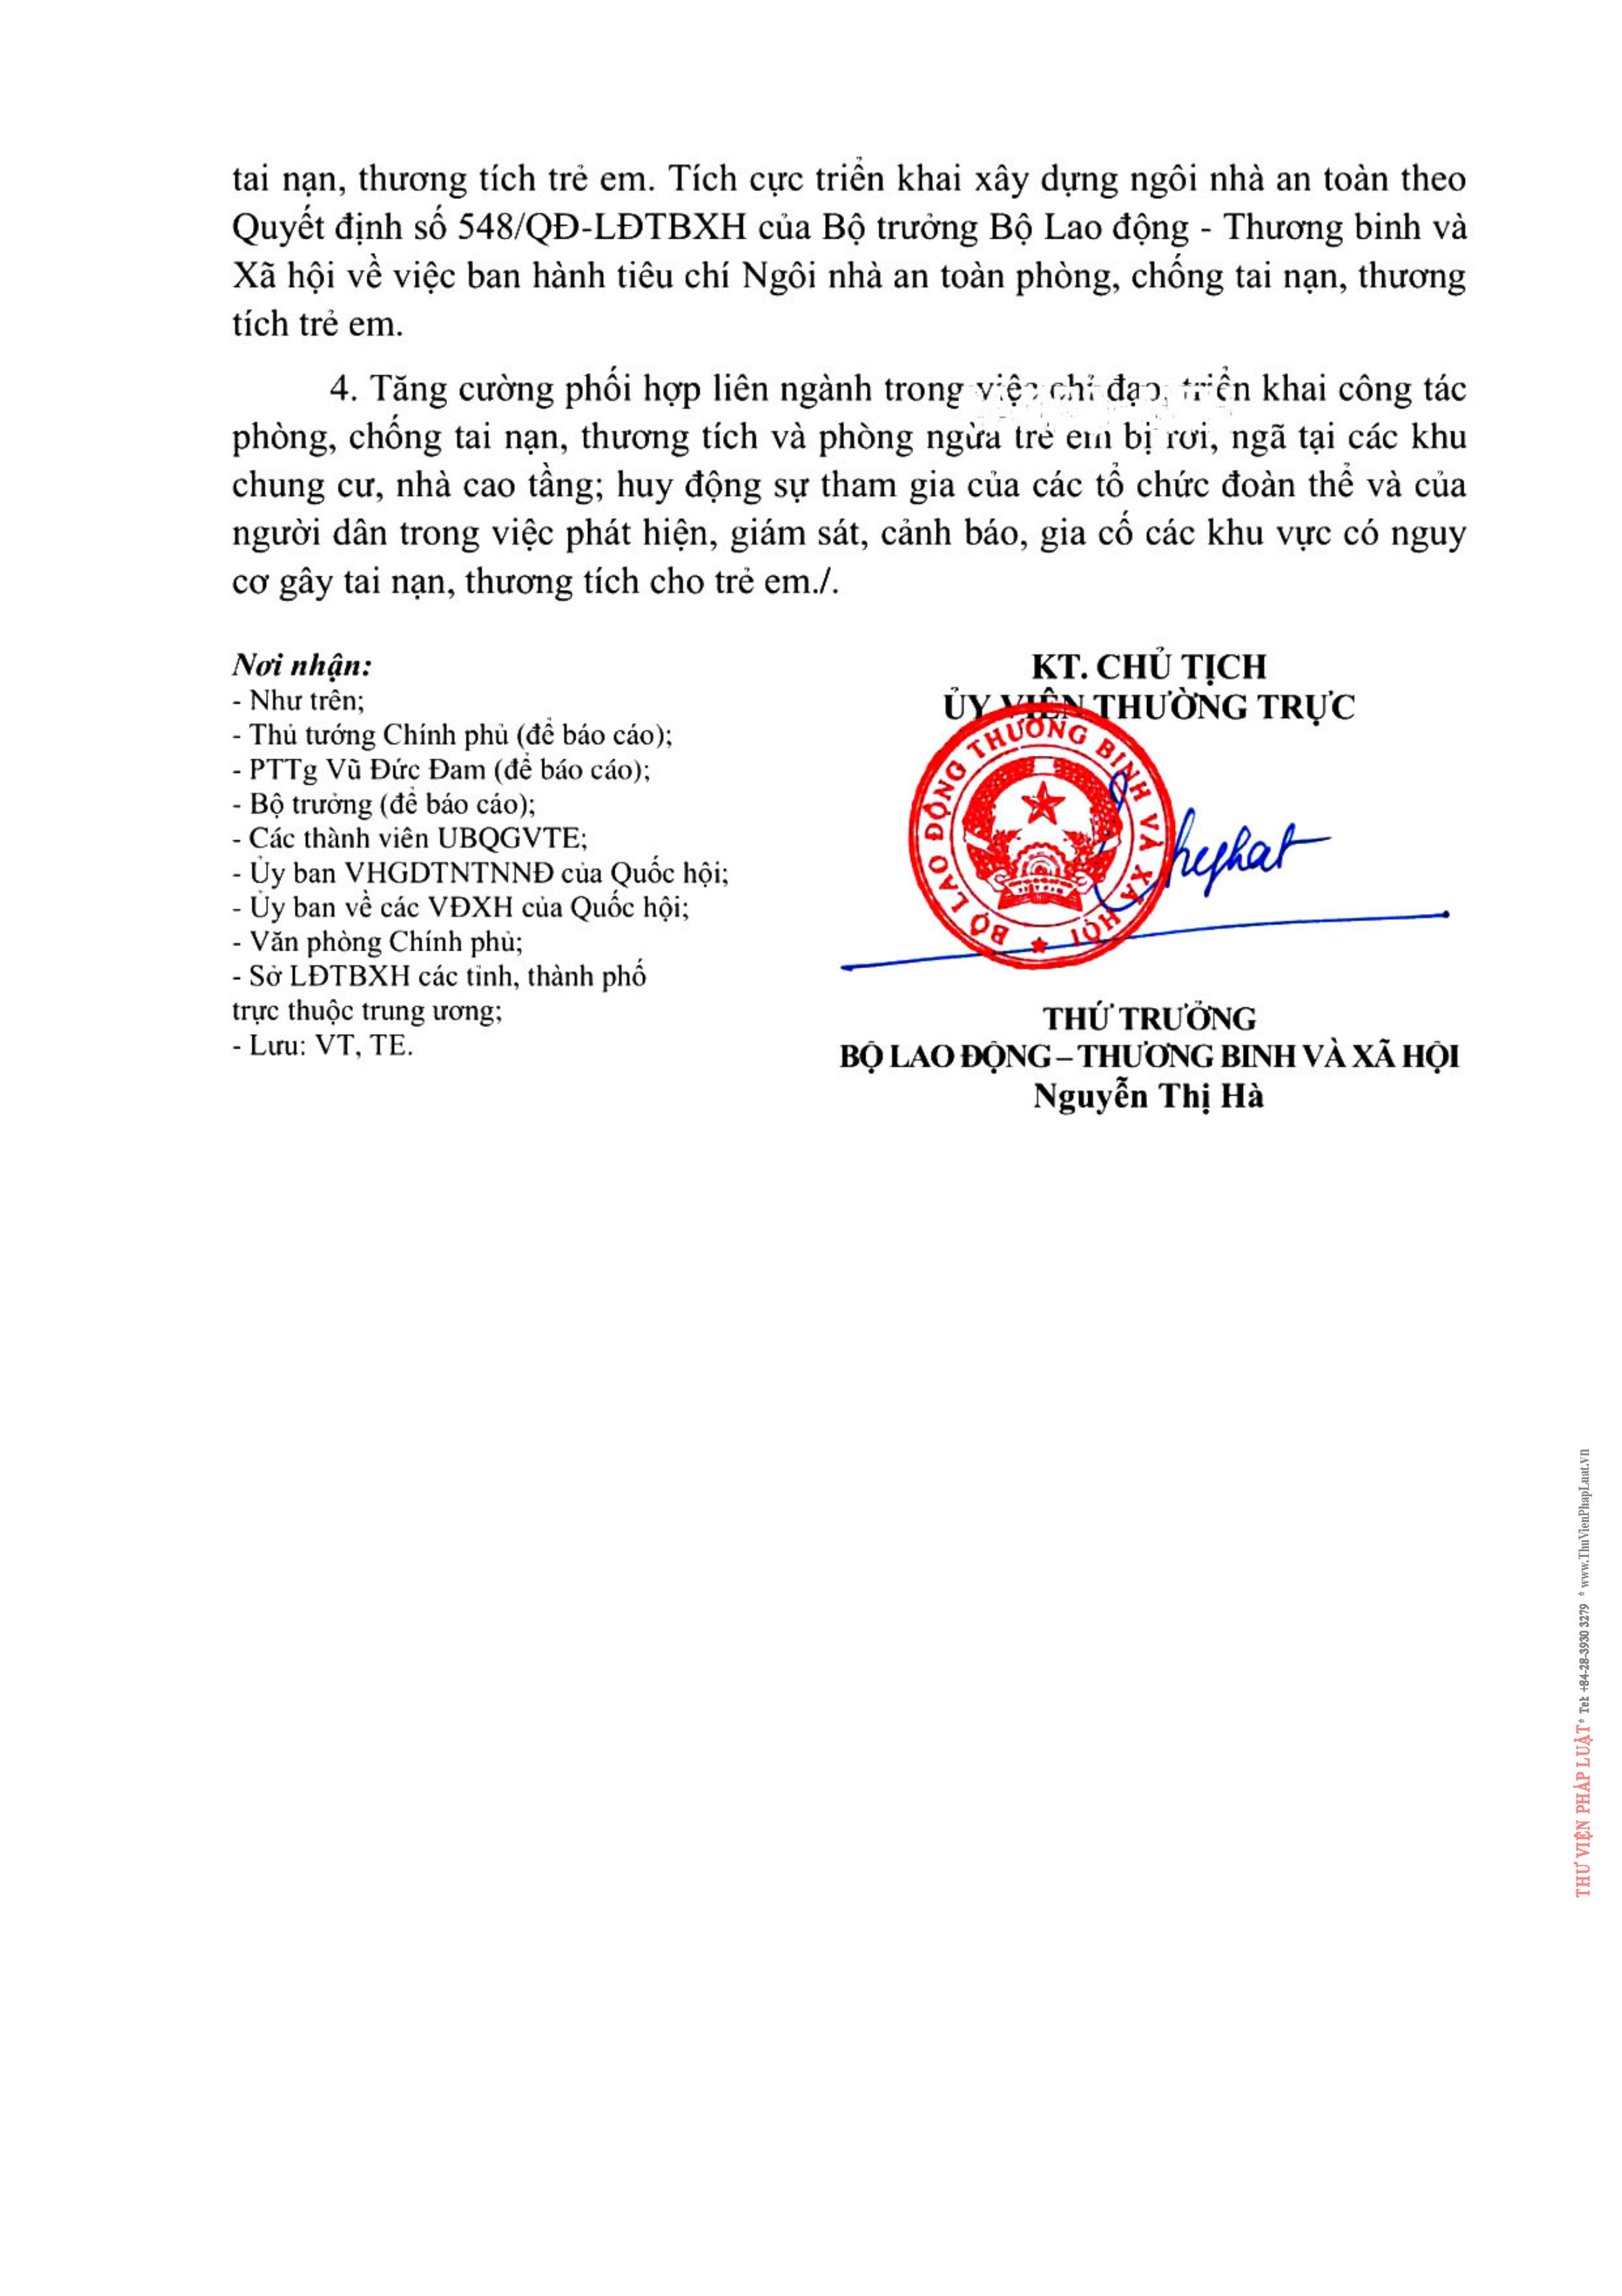 tai nạn, thương tích trẻ em. Tích cực triển khai xây dựng ngôi nhà an toàn theo
Quyết định số 548/QĐ-LĐTBXH của Bộ trưởng Bộ Lao động - Thương binh và
Xã hội về việc ban hành tiêu chí Ngôi nhà an toàn phòng, chống tai nạn, thương
tích trẻ em.
4. Tăng cường phối hợp liên ngành trong việc chỉ đạo, triển khai công tác
phòng, chống tai nạn, thương tích và phòng ngừa trẻ em bị rơi, ngã tại các khu
chung cư, nhà cao tầng; huy động sự tham gia của các tổ chức đoàn thể và của
người dân trong việc phát hiện, giám sát, cảnh báo, gia cố các khu vực có nguy
cơ gây tai nạn, thương tích cho trẻ em./.
Nơi nhận:
- Như trên;
- Thủ tướng Chính phủ (để báo cáo);
- PTTg Vũ Đức Đam (để báo cáo);
- Bộ trưởng (để báo cáo);
- Các thành viên UBQGVTE;
- Ủy ban VHGDTNTNNĐ của Quốc hội;
- Ủy ban về các VĐXH của Quốc hội;
- Văn phòng Chính phủ;
- Sở LĐTBXH các tỉnh, thành phố
trực thuộc trung ương;
- Lưu: VT, TE.
KT. CHỦ TỊCH
ỦY VIÊN THƯỜNG TRỰC
BỘ LAO ĐỘNG THƯƠNG BINH VÀ XÃ HỘI
THỨ TRƯỞNG
BỘ LAO ĐỘNG – THƯƠNG BINH VÀ XÃ HỘI
Nguyễn Thị Hà
THƯ VIỆN PHÁP LUẬT* Tel: +84-28-3930 3279 * www.ThuVienPhapLuat.vn